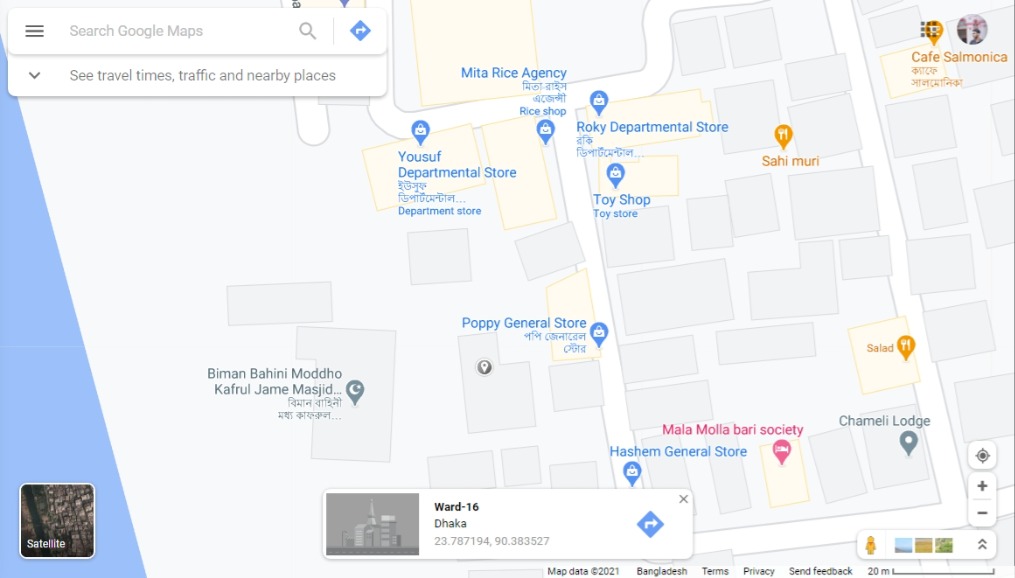 Search Google Maps
See travel times, traffic and nearby places
Cafe Salmonica
ক্যাফে
সালমোনিকা
Mita Rice Agency
মিতা রাইস
এজেন্সী
Rice shop
Roky Departmental Store
রকি
ডিপার্টমেন্টাল...
Yousuf
Departmental Store
ইউসুফ
ডিপার্টমেন্টাল...
Department store
Sahi muri
Toy Shop
Toy store
Poppy General Store
পপি জেনারেল
স্টোর
Salad
Biman Bahini Moddho
Kafrul Jame Masjid...
বিমান বাহিনী
মধ্য কাফরুল...
Chameli Lodge
Mala Molla bari society
Hashem General Store
Ward-16
Dhaka
23.787194, 90.383527
Satellite
Map data ©2021 Bangladesh Terms Privacy Send feedback 20 m